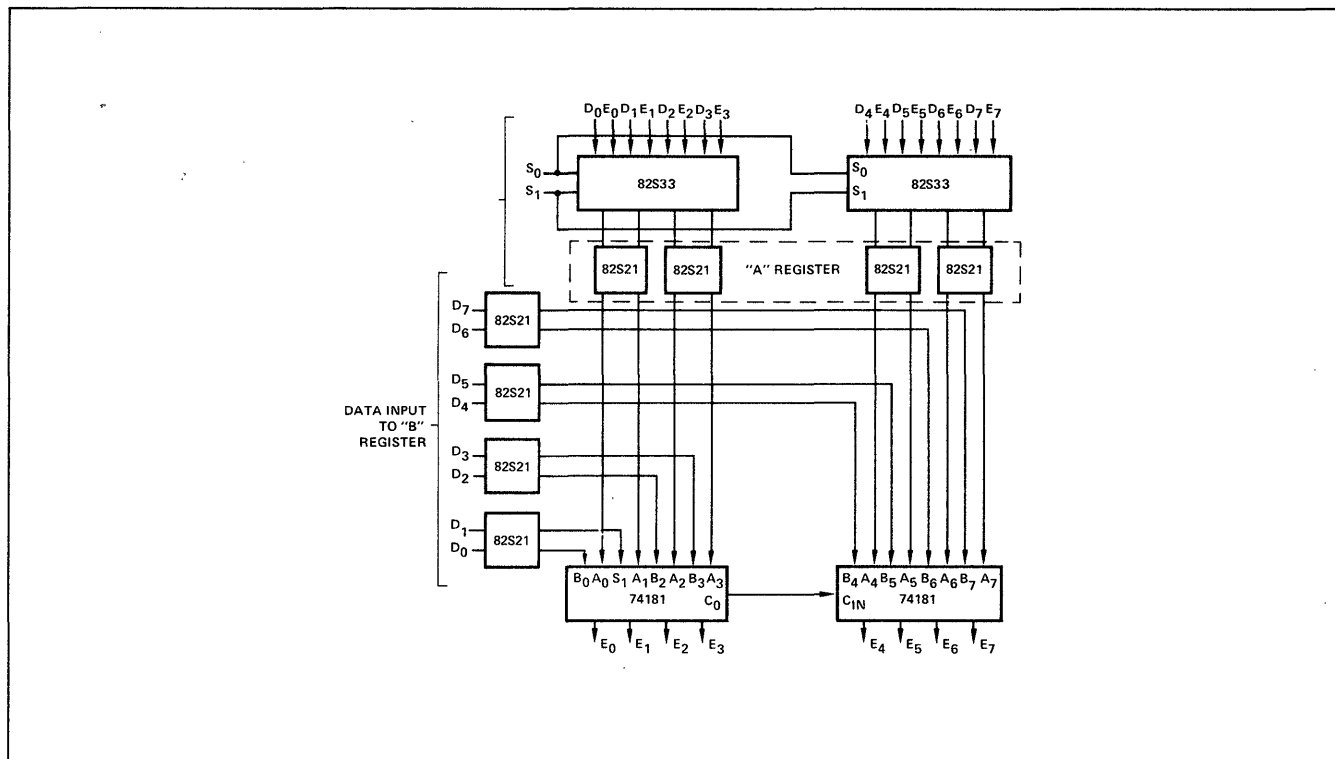 D0 E0 D1 E1 D2 E2 D3 E3
D4 E4 D5 E5 D6 E6 D7 E7
S0
S1
82S33
S0
S1
82S33
82S21
82S21
"A" REGISTER
82S21
82S21
D7
D6
82S21
D5
D4
82S21
DATA INPUT
TO "B"
REGISTER
D3
D2
82S21
D1
D0
82S21
B0 A0 S1 A1 B2 A2 B3 A3
74181
C0
B4 A4 B5 A5 B6 A6 B7 A7
CIN
74181
E0 E1 E2 E3
E4 E5 E6 E7